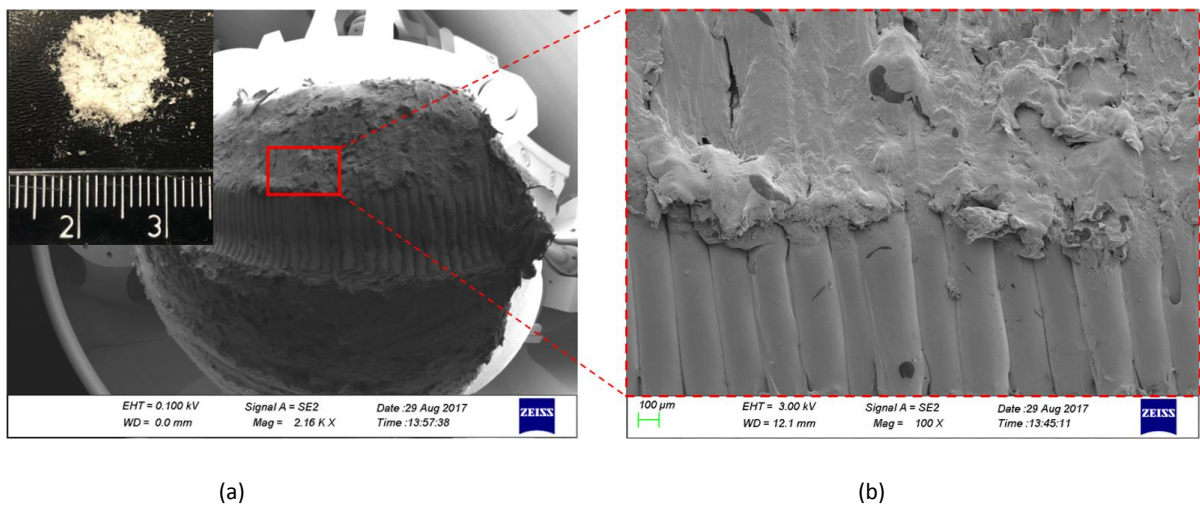 2 3
EHT = 0.100 kV Signal A = SE2 Date :29 Aug 2017
WD = 0.0 mm Mag = 2.16 K X Time :13:57:38
ZEISS
100 µm EHT = 3.00 kV Signal A = SE2 Date :29 Aug 2017
WD = 12.1 mm Mag = 100 X Time :13:45:11
ZEISS
(a) (b)